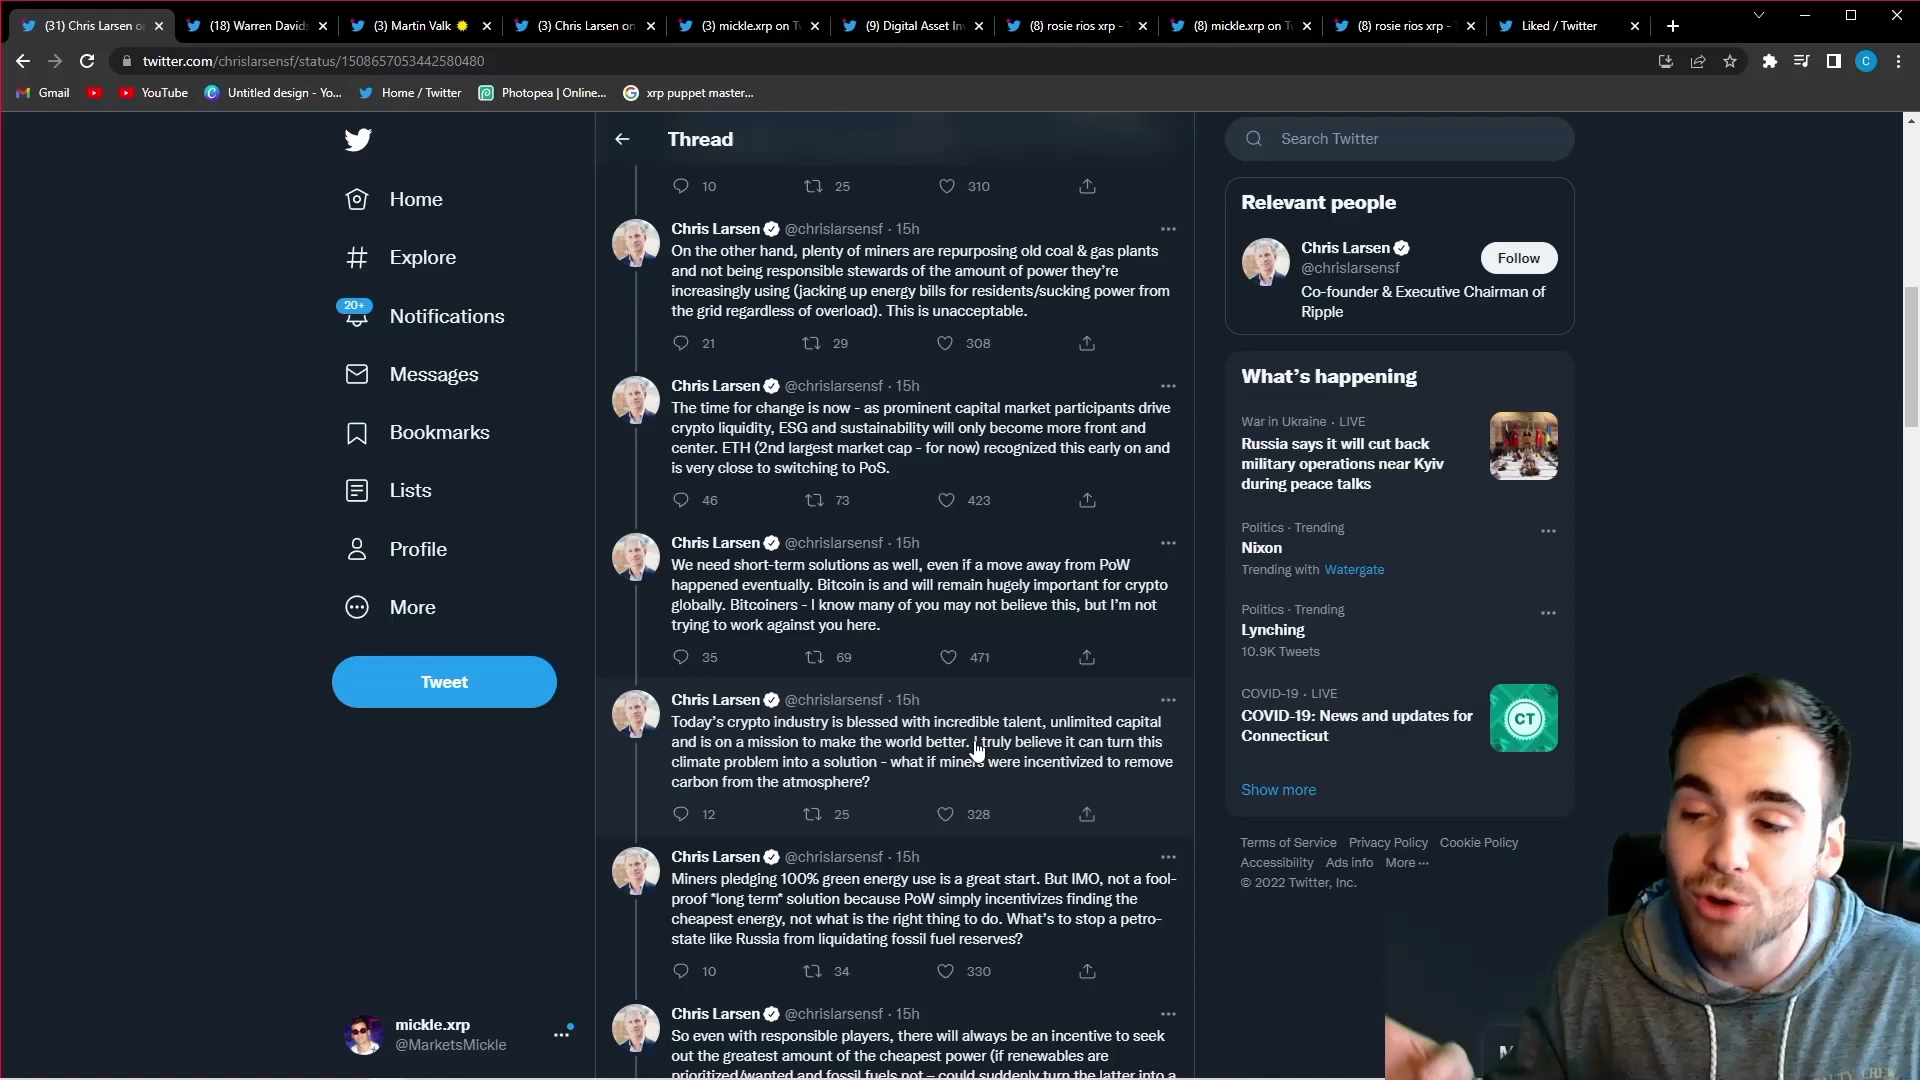 (31) Chris Larsen o
(18) Warren Davids
(3) Martin Valk
(3) Chris Larsen on
(3) mickle.xrp on T
(9) Digital Asset In
(8) rosie rios xrp -
(8) mickle.xrp on T
(8) rosie rios xrp -
Liked / Twitter
twitter.com/chrislarsensf/status/1508657053442580480
C
Gmail
YouTube
Untitled design - Yo...
Home / Twitter
Photopea | Online...
xrp puppet master...
Home
Explore
20+
Notifications
Messages
Bookmarks
Lists
Profile
More
Tweet
mickle.xrp
@MarketsMickle
Thread
10 25 310
Chris Larsen @chrislarsensf · 15h
On the other hand, plenty of miners are repurposing old coal & gas plants
and not being responsible stewards of the amount of power they’re
increasingly using (jacking up energy bills for residents/sucking power from
the grid regardless of overload). This is unacceptable.
21 29 308
Chris Larsen @chrislarsensf · 15h
The time for change is now - as prominent capital market participants drive
crypto liquidity, ESG and sustainability will only become more front and
center. ETH (2nd largest market cap - for now) recognized this early on and
is very close to switching to PoS.
46 73 423
Chris Larsen @chrislarsensf · 15h
We need short-term solutions as well, even if a move away from PoW
happened eventually. Bitcoin is and will remain hugely important for crypto
globally. Bitcoiners - I know many of you may not believe this, but I’m not
trying to work against you here.
35 69 471
Chris Larsen @chrislarsensf · 15h
Today’s crypto industry is blessed with incredible talent, unlimited capital
and is on a mission to make the world better. I truly believe it can turn this
climate problem into a solution - what if miners were incentivized to remove
carbon from the atmosphere?
12 25 328
Chris Larsen @chrislarsensf · 15h
Miners pledging 100% green energy use is a great start. But IMO, not a fool-
proof *long term* solution because PoW simply incentivizes finding the
cheapest energy, not what is the right thing to do. What’s to stop a petro-
state like Russia from liquidating fossil fuel reserves?
10 34 330
Chris Larsen @chrislarsensf · 15h
So even with responsible players, there will always be an incentive to seek
out the greatest amount of the cheapest power (if renewables are
prioritized/wanted and fossil fuels not – could suddenly turn the latter into a
Search Twitter
Relevant people
Chris Larsen
@chrislarsensf
Follow
Co-founder & Executive Chairman of
Ripple
What’s happening
War in Ukraine · LIVE
Russia says it will cut back
military operations near Kyiv
during peace talks
Politics · Trending
Nixon
Trending with Watergate
Politics · Trending
Lynching
10.9K Tweets
COVID-19 · LIVE
COVID-19: News and updates for
Connecticut
CT
Show more
Terms of Service Privacy Policy Cookie Policy
Accessibility Ads info More ···
© 2022 Twitter, Inc.